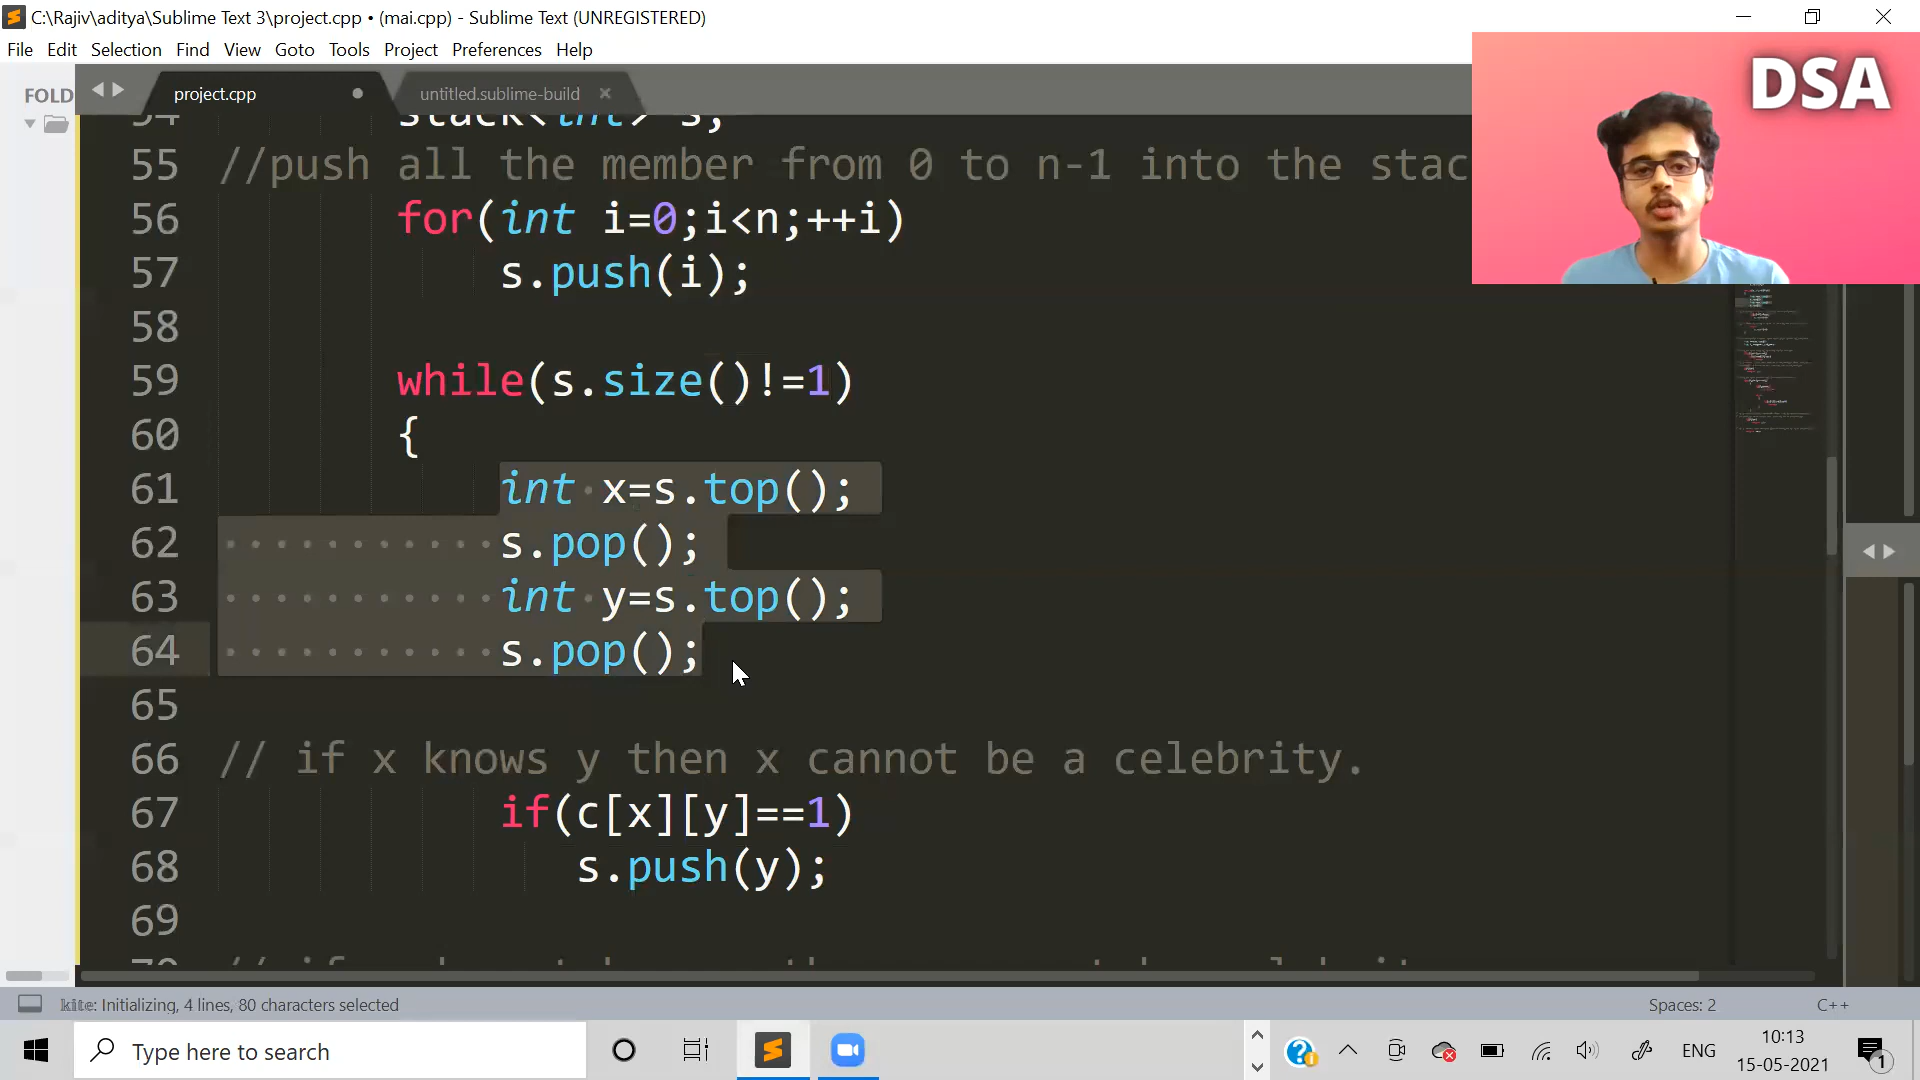 C:\Rajiv\aditya\Sublime Text 3\project.cpp • (mai.cpp) - Sublime Text (UNREGISTERED)
File Edit Selection Find View Goto Tools Project Preferences Help
DSA
FOLD
project.cpp
untitled.sublime-build
54 stack<int> s;
55 //push all the member from 0 to n-1 into the stac
56 for(int i=0;i<n;++i)
57 s.push(i);
58
59 while(s.size()!=1)
60 {
61 int x=s.top();
62 s.pop();
63 int y=s.top();
64 s.pop();
65
66 // if x knows y then x cannot be a celebrity.
67 if(c[x][y]==1)
68 s.push(y);
69
70
kite: Initializing, 4 lines, 80 characters selected
Spaces: 2
C++
Type here to search
ENG
10:13
15-05-2021
1